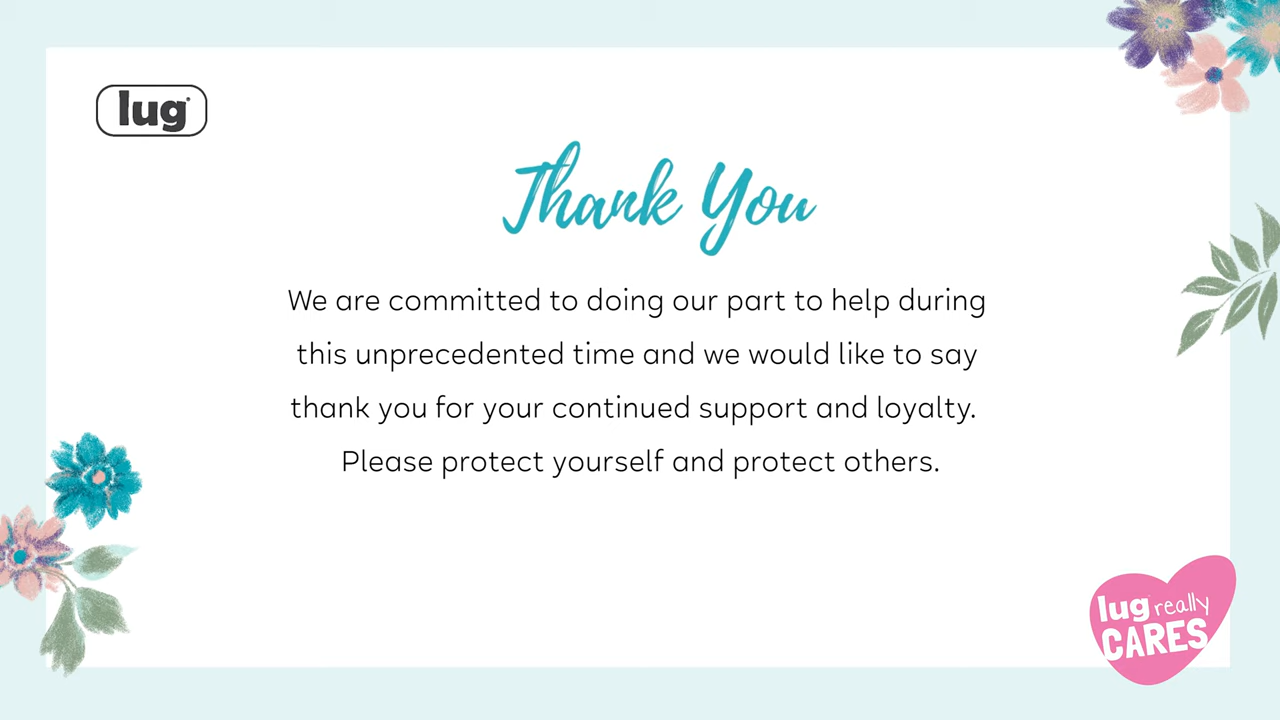 lug
Thank You
We are committed to doing our part to help during
this unprecedented time and we would like to say
thank you for your continued support and loyalty.
Please protect yourself and protect others.
lug really
CARES